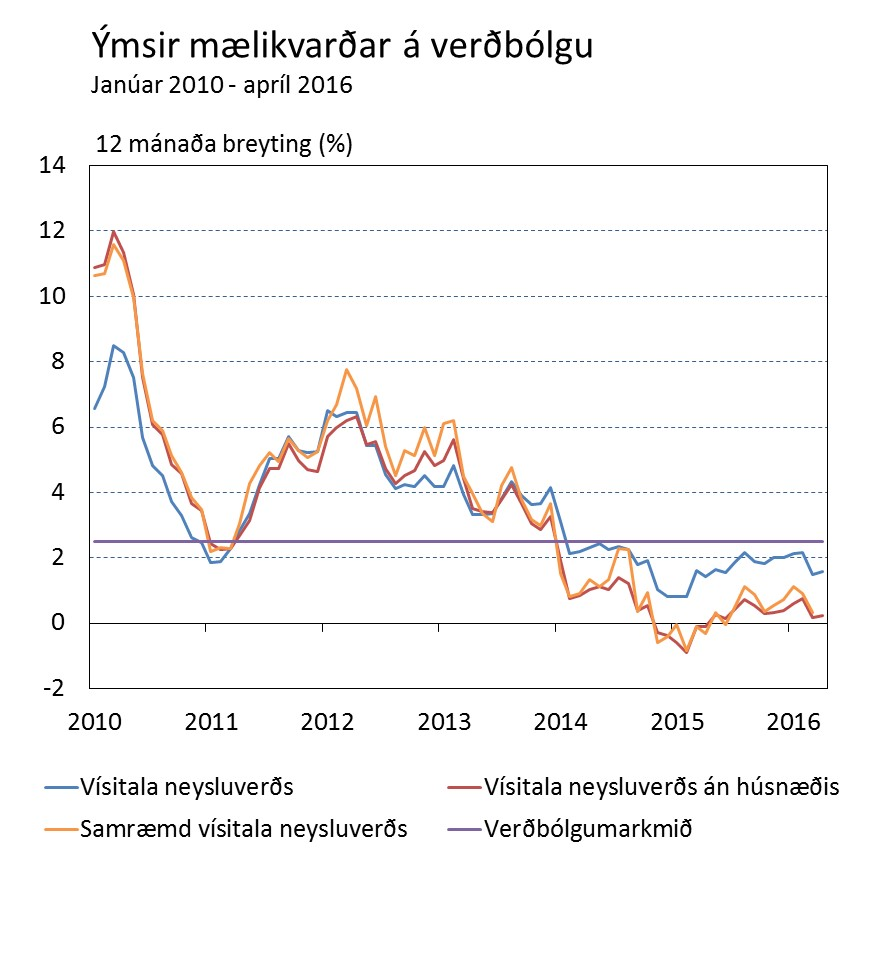 Ýmsir mælikvarðar á verðbólgu
Janúar 2010 - apríl 2016
12 mánaða breyting (%)
14
12
10
8
6
4
2
0
-2
2010 2011 2012 2013 2014 2015 2016
Vísitala neysluverðs
Vísitala neysluverðs án húsnæðis
Samræmd vísitala neysluverðs
Verðbólgumarkmið